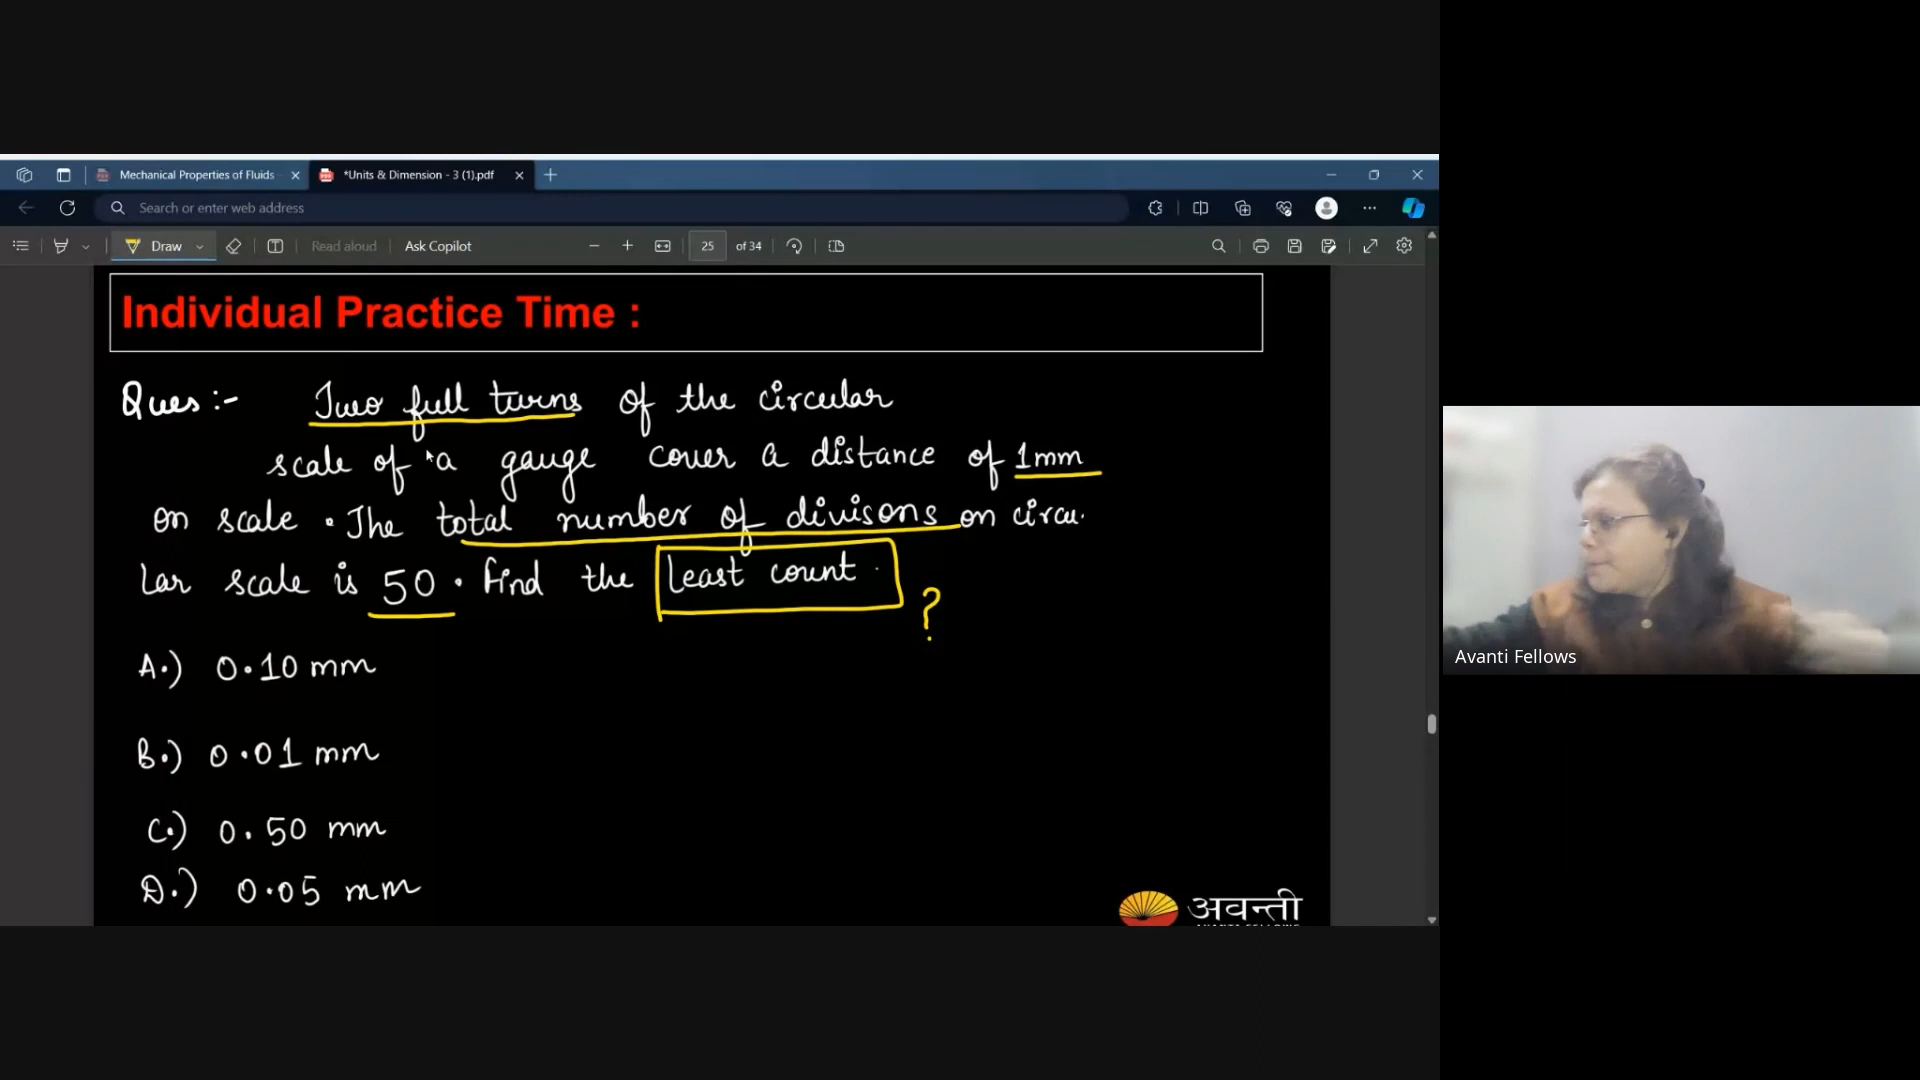 Mechanical Properties of Fluids
*Units & Dimension - 3 (1).pdf
Search or enter web address
Draw
Read aloud
Ask Copilot
25
of 34
Individual Practice Time :
Ques :- Two full turns of the circular
scale of a gauge cover a distance of 1mm
on scale . The total number of divisons on circu.
lar scale is 50 . Find the least count .
?
A.) 0.10 mm
B.) 0.01 mm
C.) 0.50 mm
D.) 0.05 mm
अवन्ती
Avanti Fellows